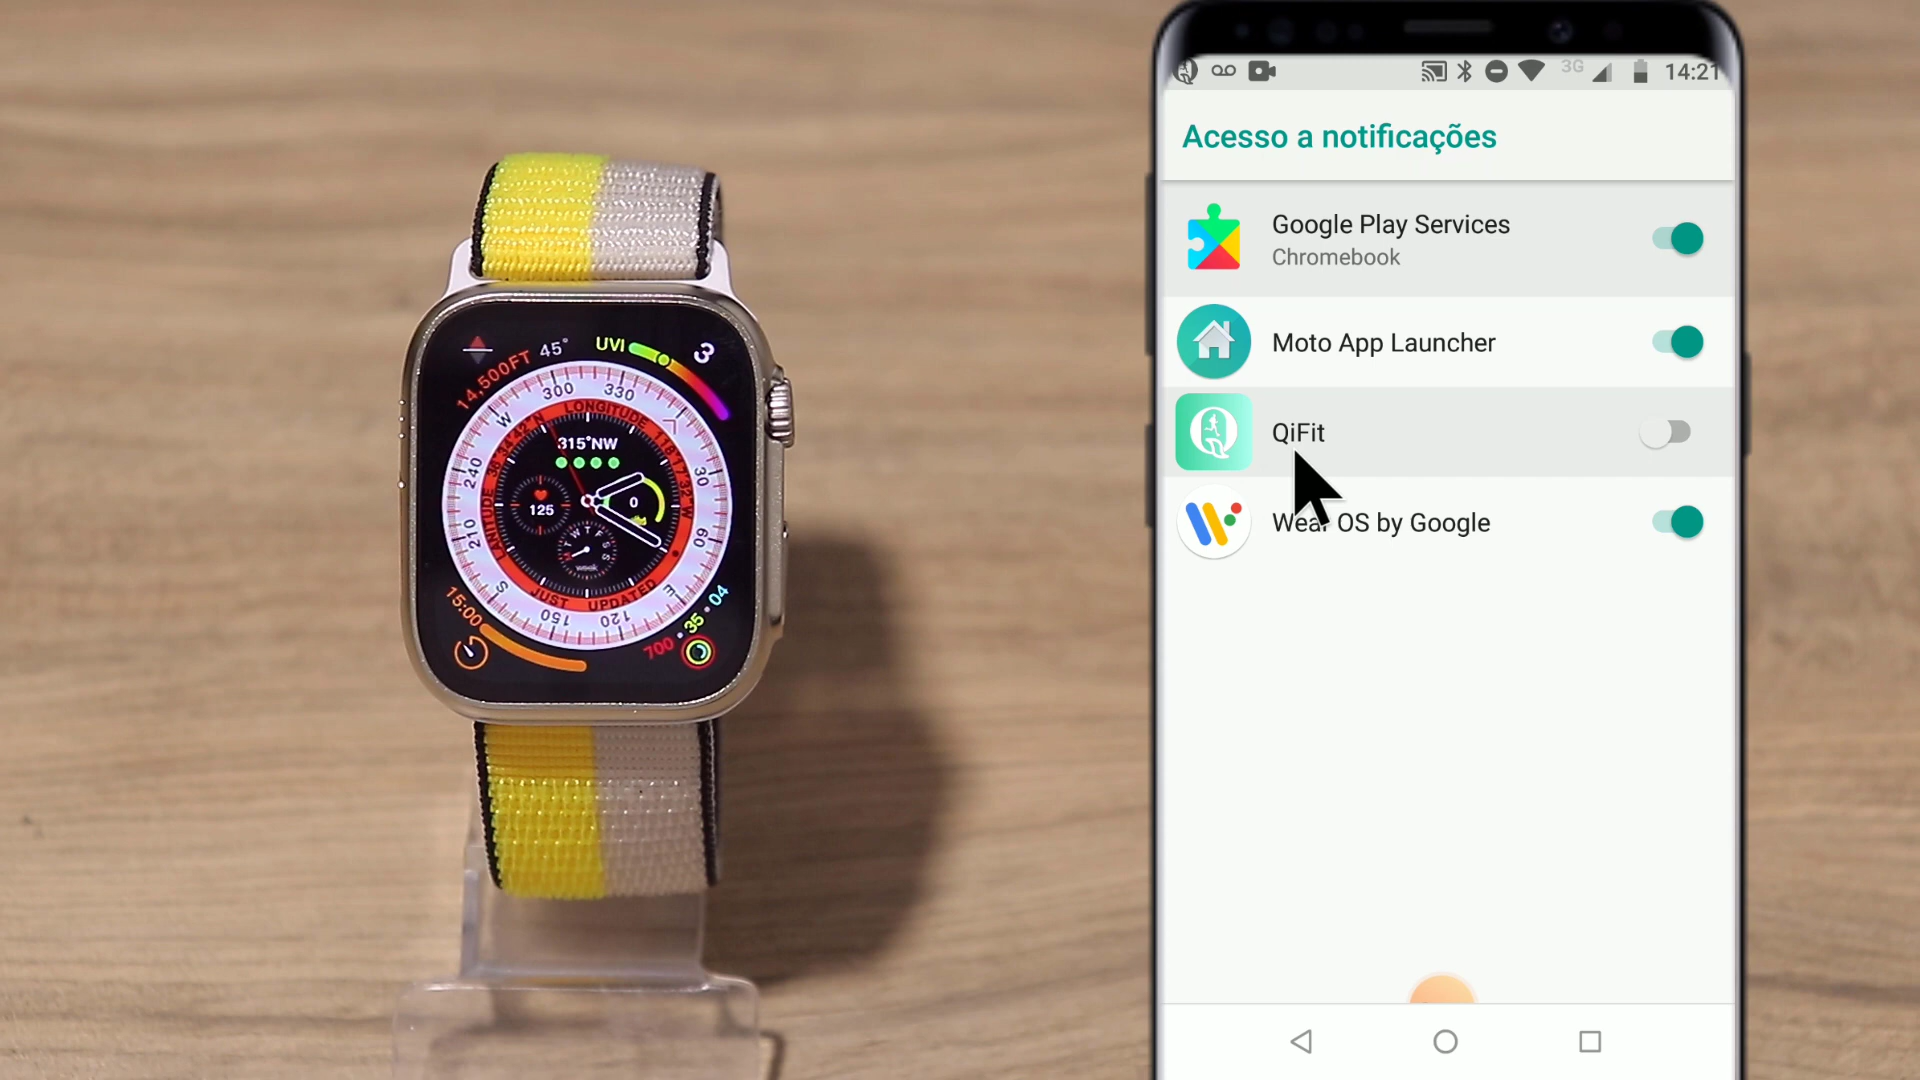 14,500FT 45° UVI 3
300 330
W
LONGITUDE
315°NW
240
30
125
0
210
60
W T F S S
week
LATITUDE
JUST UPDATED
S
E
150 120
15:00
700 • 35 • 04
3G 14:21
Acesso a notificações
Google Play Services
Chromebook
Moto App Launcher
QiFit
Wear OS by Google